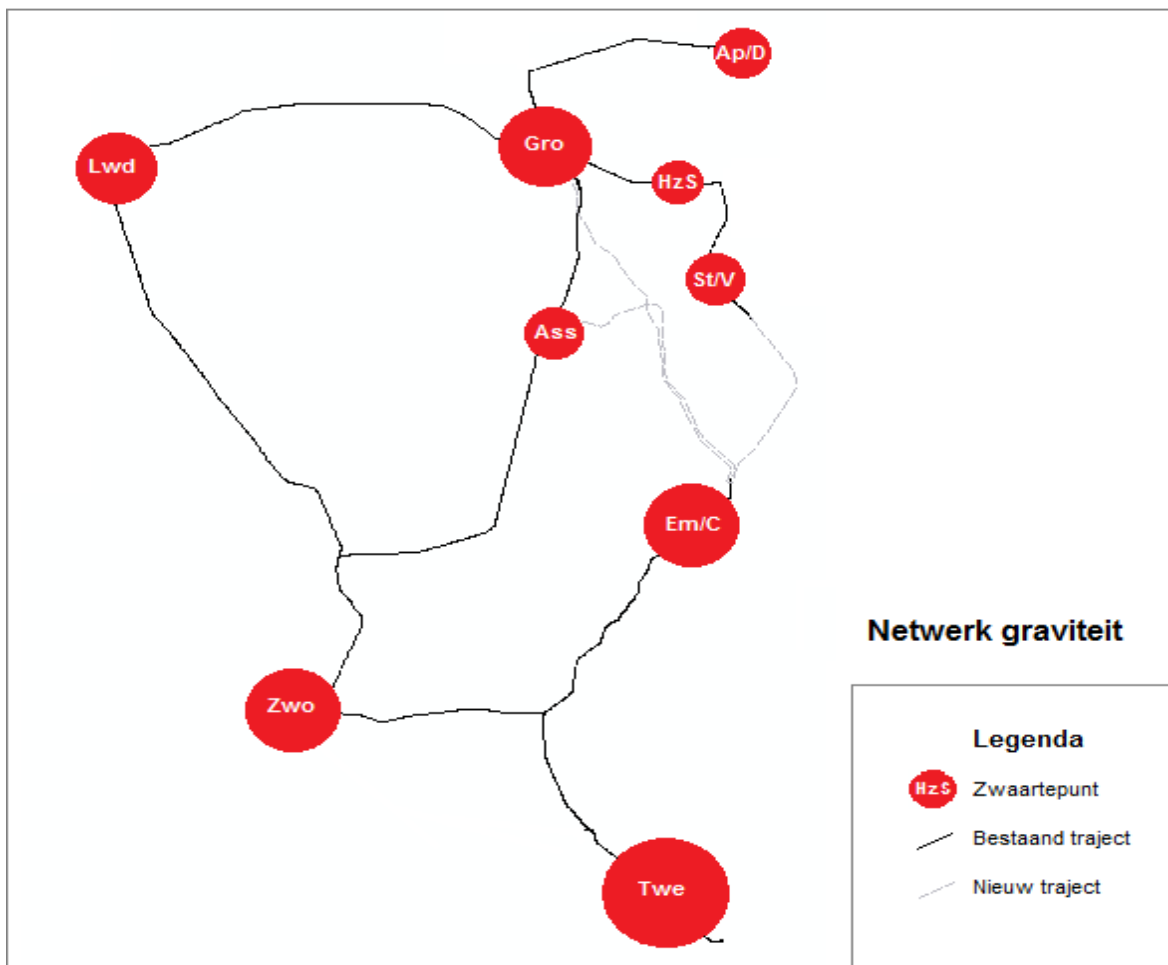 Ap/D
Gro
Lwd
HzS
St/V
Ass
Em/C
Netwerk graviteit
Zwo
Legenda
HzS Zwaartepunt
Bestaand traject
Twe
Nieuw traject